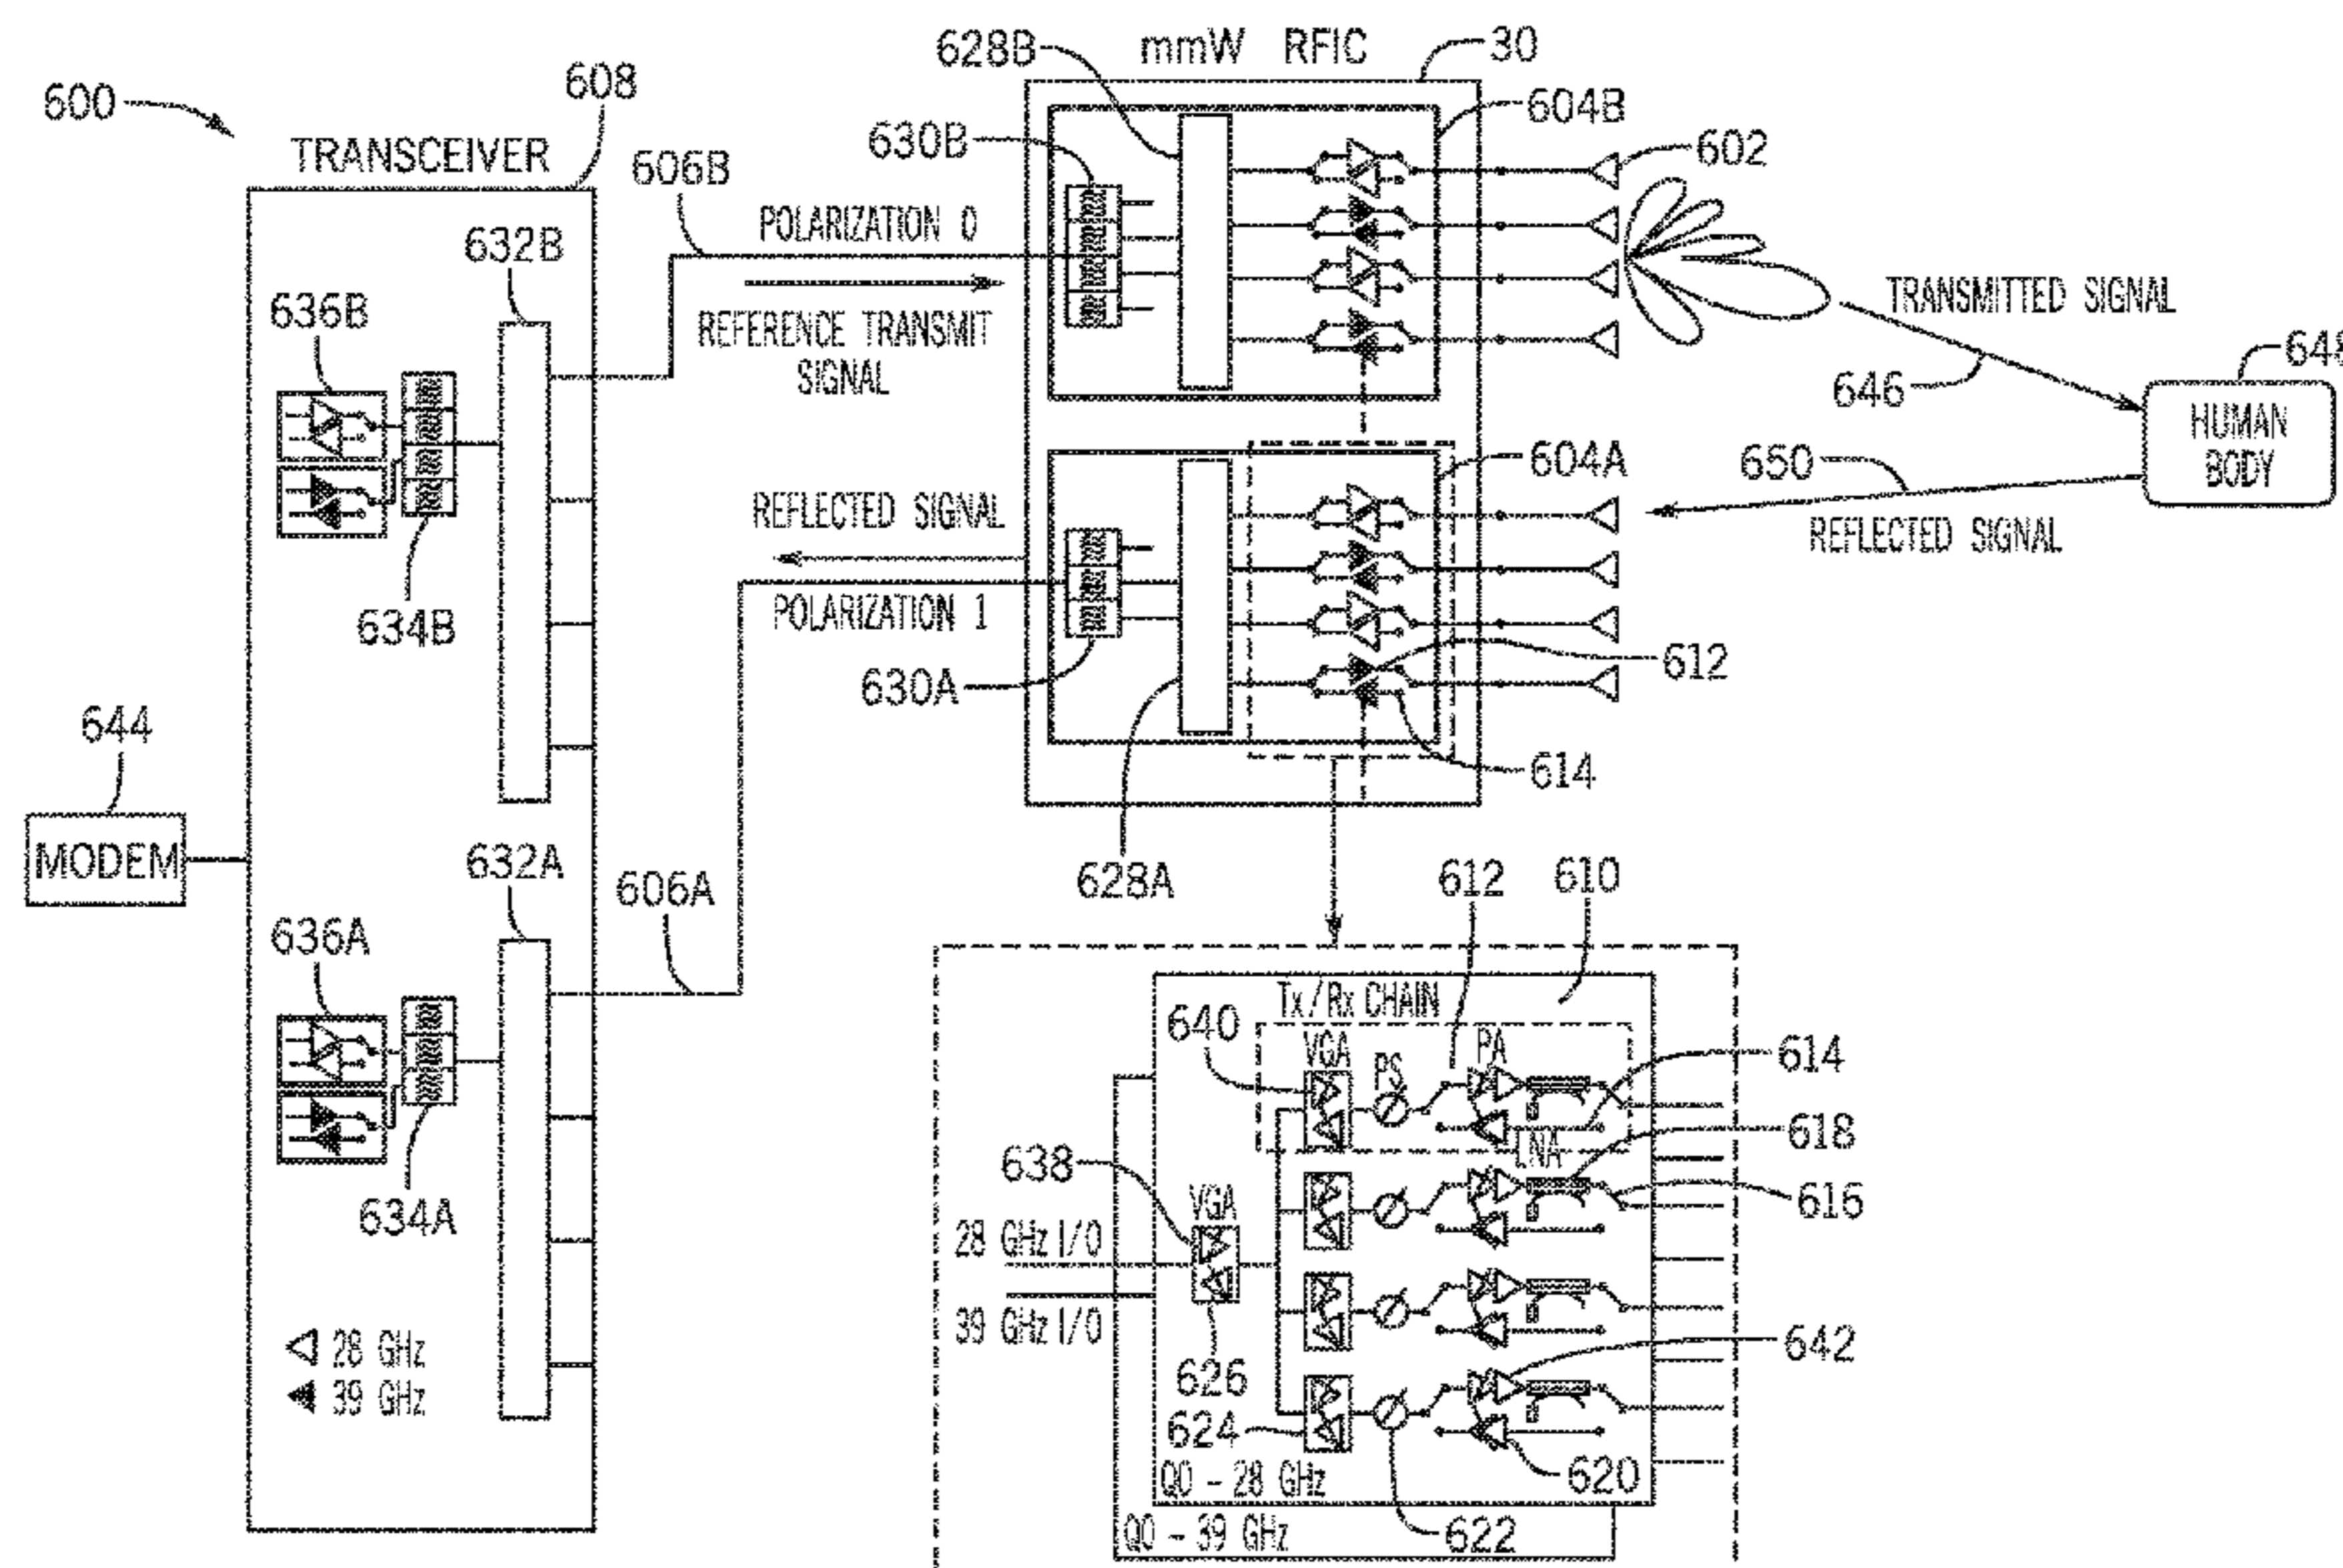 600
TRANSCEIVER
608
632B
636B
634B
644
MODEM
632A
636A
634A
28 GHz
39 GHz
606B
POLARIZATION 0
REFERENCE TRANSMIT
SIGNAL
REFLECTED SIGNAL
POLARIZATION 1
606A
628B
mmW RFIC
30
630B
604B
602
TRANSMITTED SIGNAL
646
648
HUMAN
BODY
650
REFLECTED SIGNAL
604A
630A
612
614
628A
612
610
Tx/Rx CHAIN
640
VGA
PS
PA
614
LNA
618
616
638
VGA
28 GHz I/O
39 GHz I/O
626
624
642
620
Q0 - 28 GHz
622
Q0 - 39 GHz